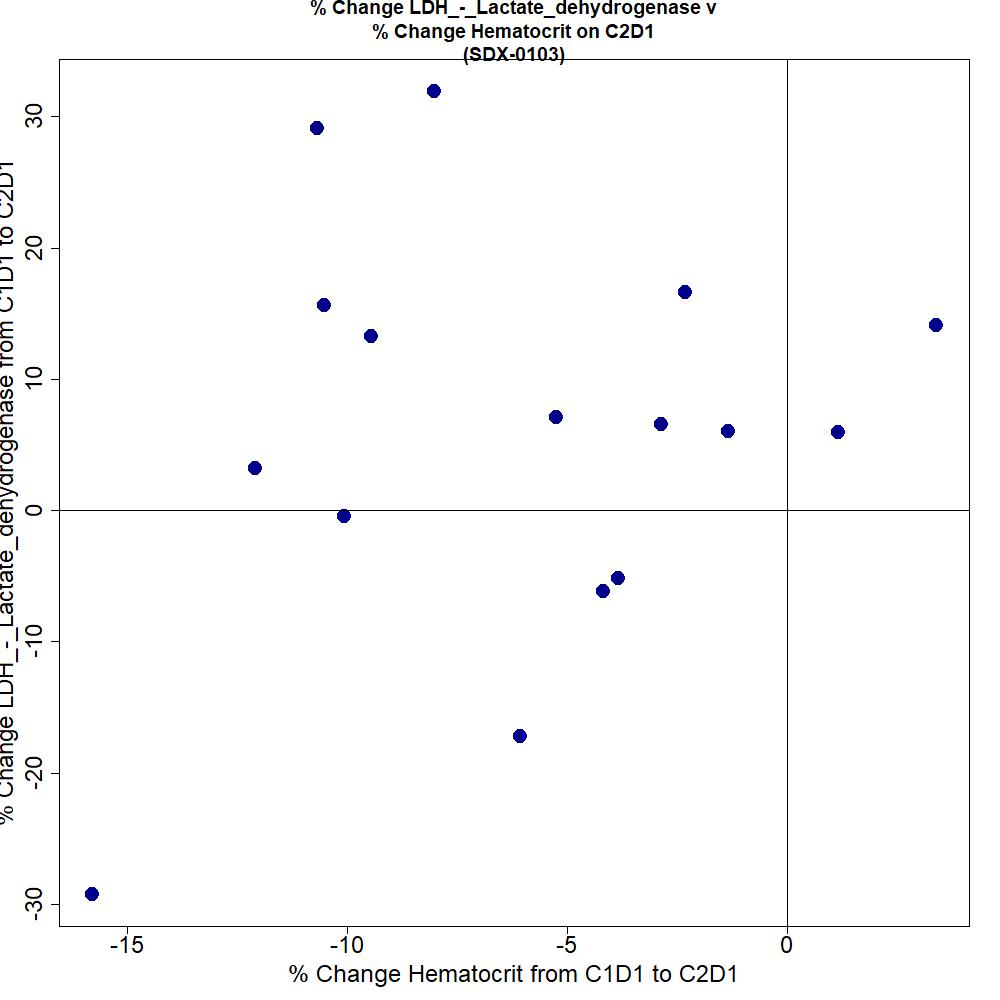 % Change LDH_-_Lactate_dehydrogenase v
% Change Hematocrit on C2D1
(SDX-0103)
% Change LDH_-_Lactate_dehydrogenase from C1D1 to C2D1
30
20
10
0
-10
-20
-30
-15
-10
-5
0
% Change Hematocrit from C1D1 to C2D1